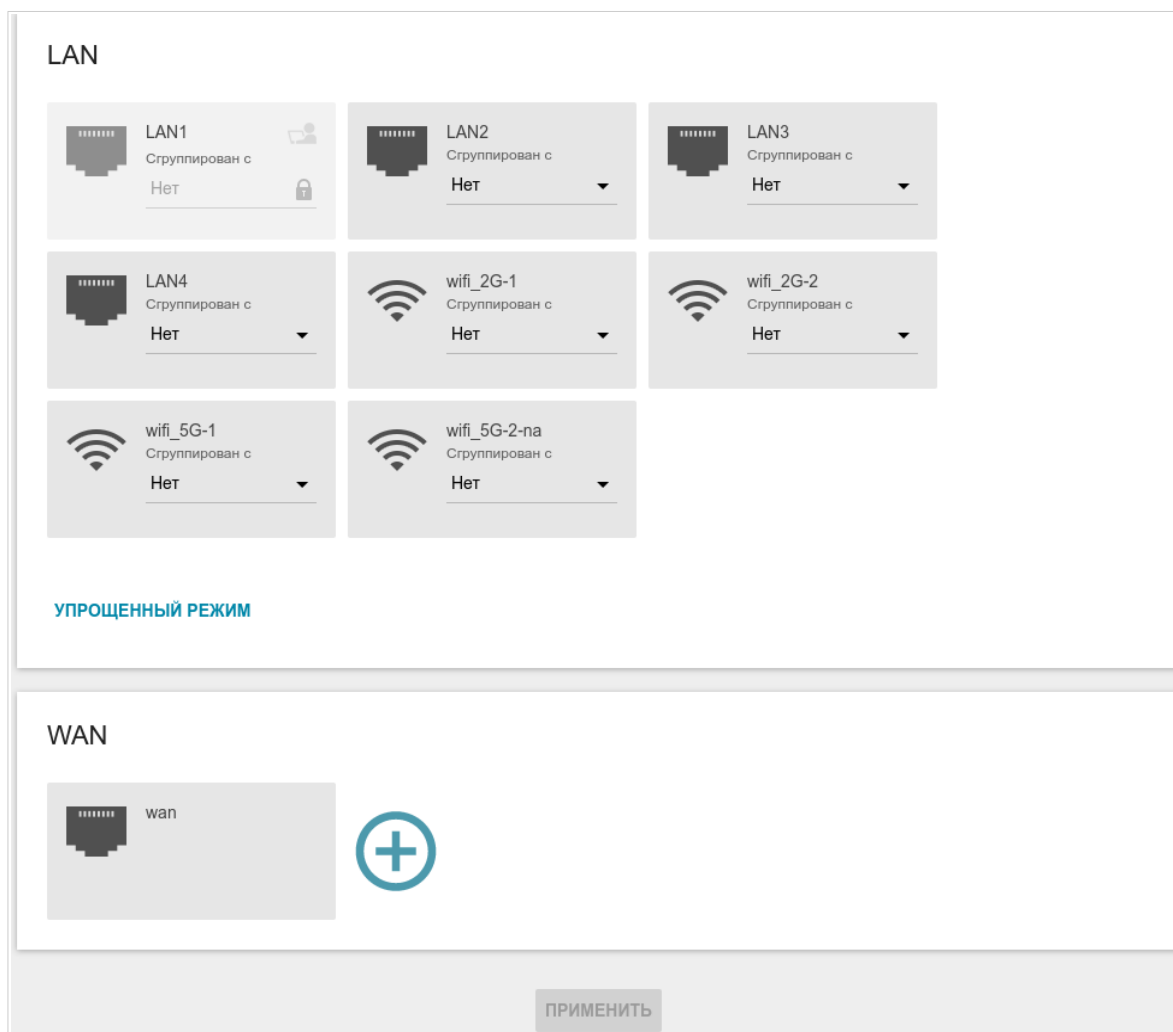 LAN
LAN1
Сгруппирован с
Нет
LAN2
Сгруппирован с
Нет
LAN3
Сгруппирован с
Нет
LAN4
Сгруппирован с
Нет
wifi_2G-1
Сгруппирован с
Нет
wifi_2G-2
Сгруппирован с
Нет
wifi_5G-1
Сгруппирован с
Нет
wifi_5G-2-na
Сгруппирован с
Нет
УПРОЩЕННЫЙ РЕЖИМ
WAN
wan
ПРИМЕНИТЬ